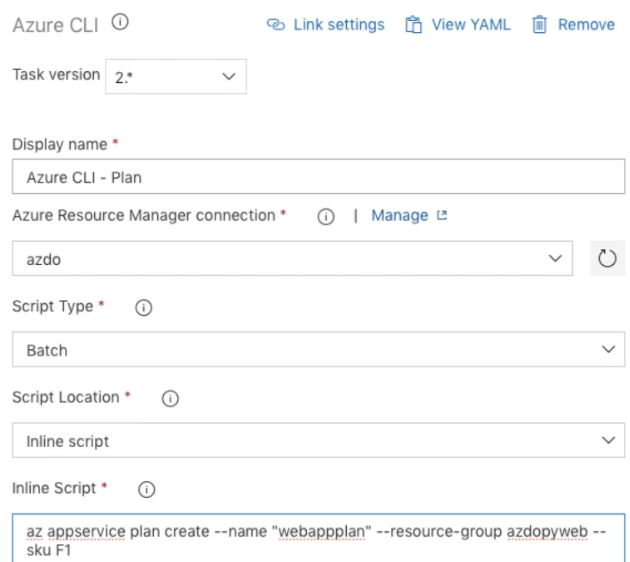 Azure CLI Link settings View YAML Remove
Task version 2.*
Display name *
Azure CLI - Plan
Azure Resource Manager connection * | Manage
azdo
Script Type *
Batch
Script Location *
Inline script
Inline Script *
az appservice plan create --name "webappplan" --resource-group azdopyweb --
sku F1